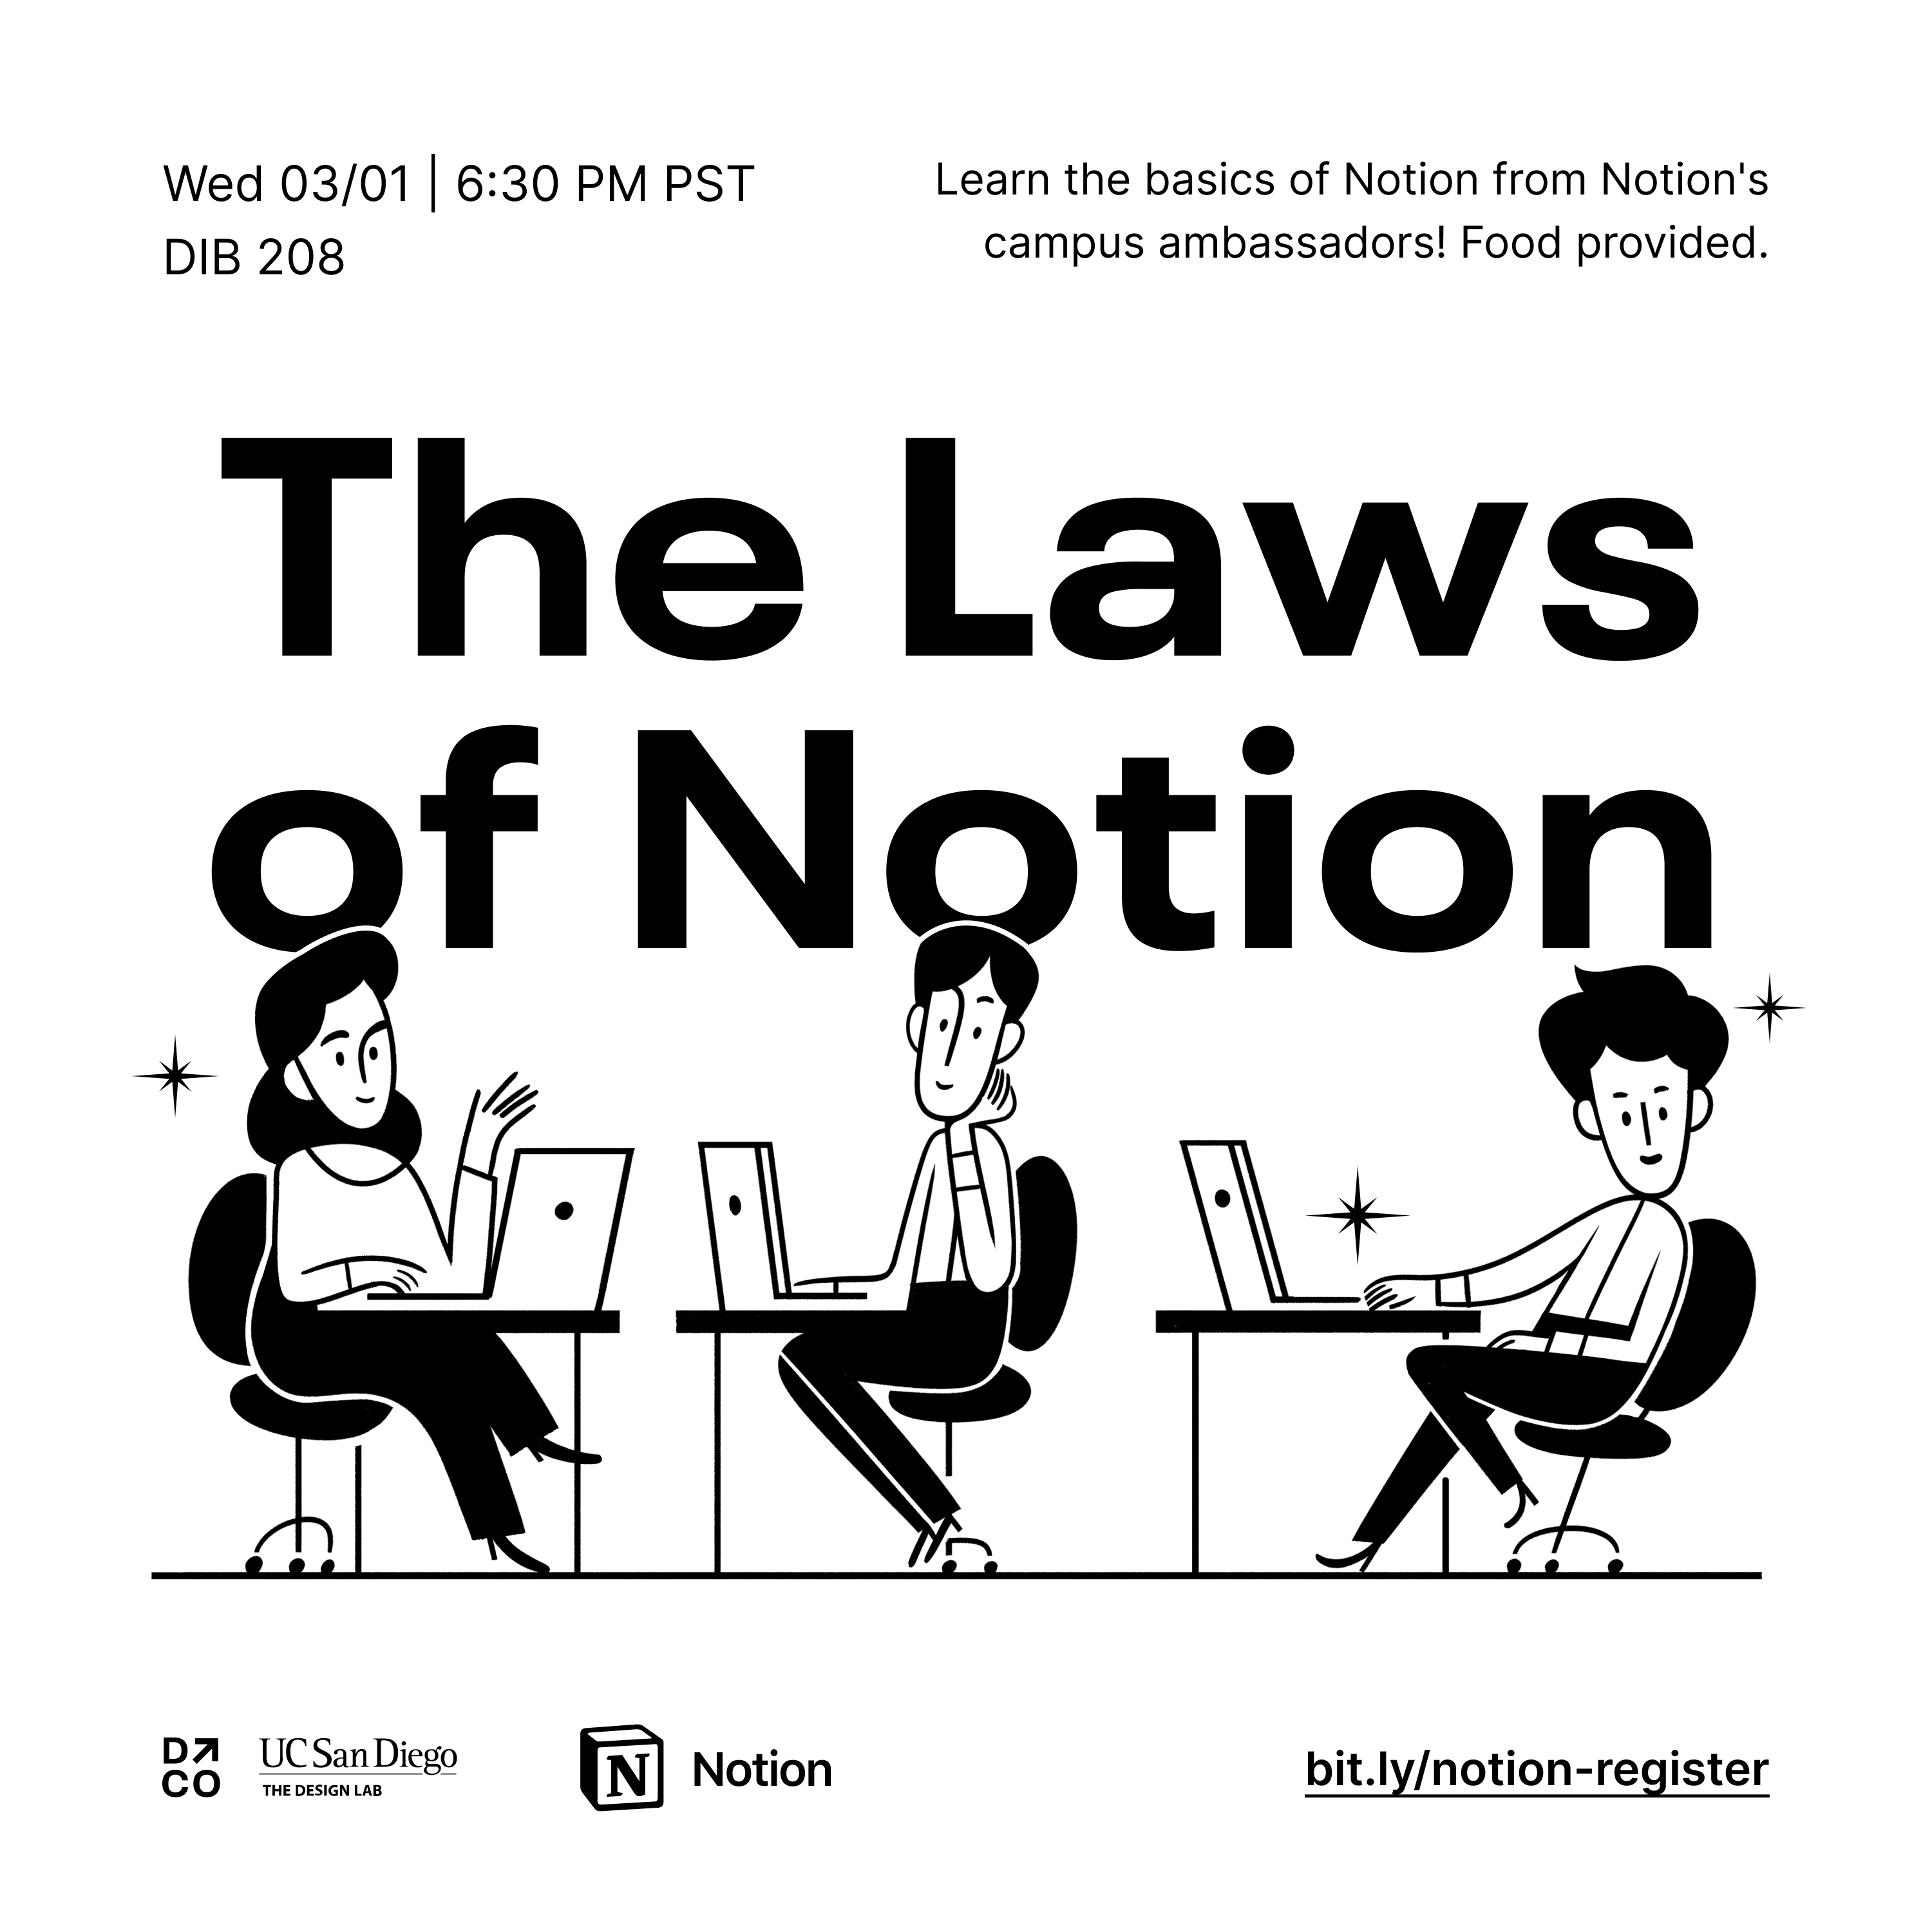 Wed 03/01 | 6:30 PM PST
DIB 208
Learn the basics of Notion from Notion's
campus ambassadors! Food provided.
The Laws
of Notion
D↗
CO
UC San Diego
THE DESIGN LAB
N
Notion
bit.ly/notion-register